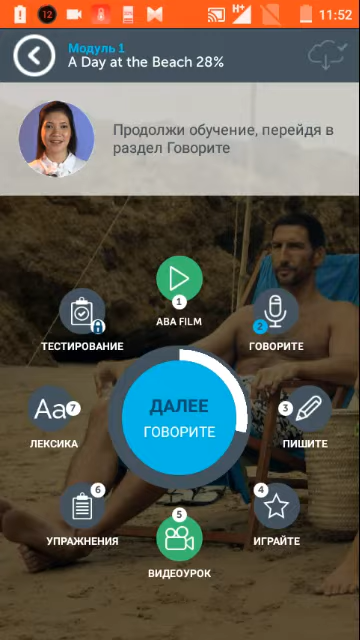 12
H+
11:52
Модуль 1
A Day at the Beach 28%
Продолжи обучение, перейдя в
раздел Говорите
1
ABA FILM
ТЕСТИРОВАНИЕ
2
ГОВОРИТЕ
Aa 7
ЛЕКСИКА
ДАЛЕЕ
ГОВОРИТЕ
3
ПИШИТЕ
6
УПРАЖНЕНИЯ
5
ВИДЕОУРОК
4
ИГРАЙТЕ